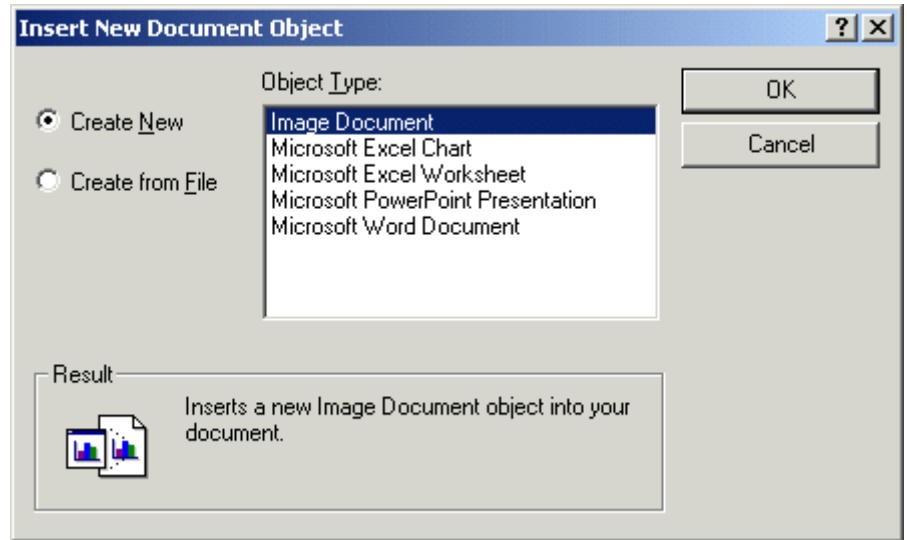 Insert New Document Object
Object Type:
Create New
Create from File
Image Document
Microsoft Excel Chart
Microsoft Excel Worksheet
Microsoft PowerPoint Presentation
Microsoft Word Document
OK
Cancel
Result
Inserts a new Image Document object into your
document.